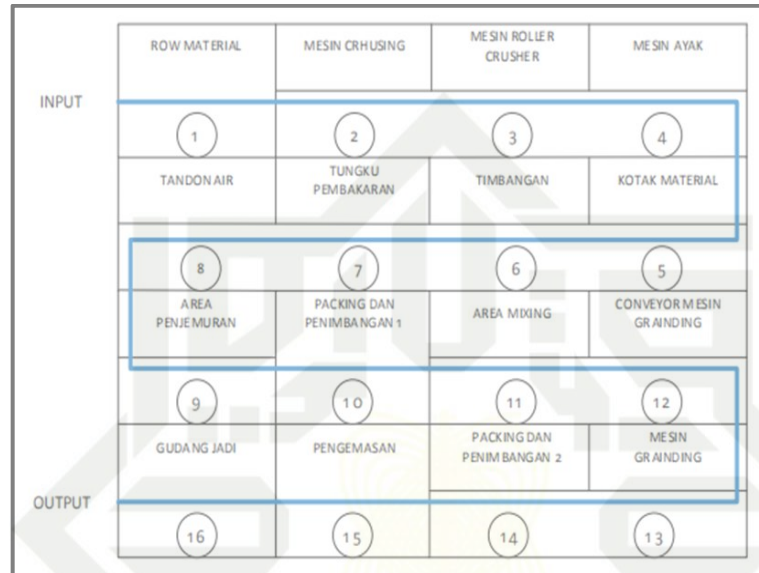 ROW MATERIAL
MESIN CRHUSING
MESIN ROLLER
CRUSHER
MESIN AYAK
INPUT
1
2
3
4
TANDON AIR
TUNGKU
PEMBAKARAN
TIMBANGAN
KOTAK MATERIAL
8
7
6
5
AREA
PENJEMURAN
PACKING DAN
PENIMBANGAN 1
AREA MIXING
CONVEYOR MESIN
GRAINDING
9
10
11
12
GUDANG JADI
PENGEMASAN
PACKING DAN
PENIMBANGAN 2
MESIN
GRAINDING
OUTPUT
16
15
14
13